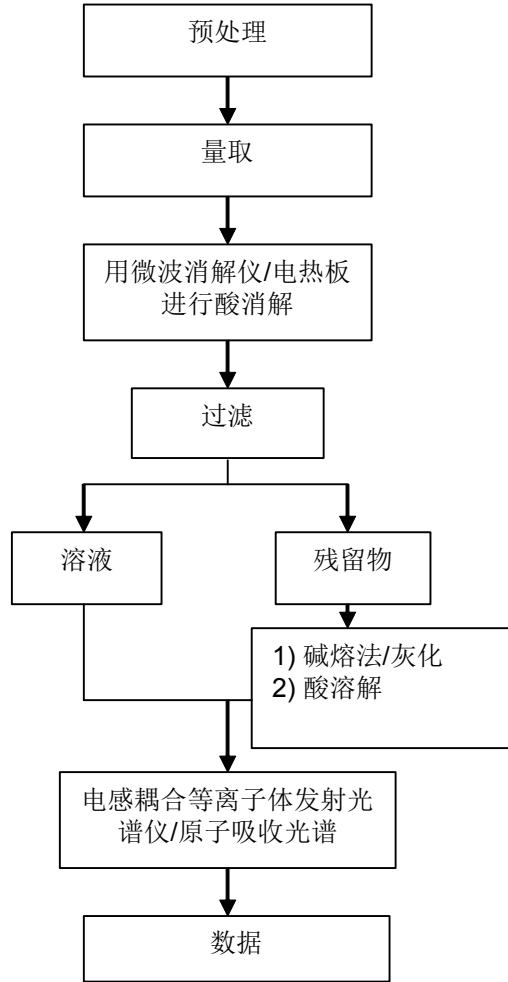 预处理
量取
用微波消解仪/电热板
进行酸消解
过滤
溶液
残留物
1) 碱熔法/灰化
2) 酸溶解
电感耦合等离子体发射光
谱仪/原子吸收光谱
数据